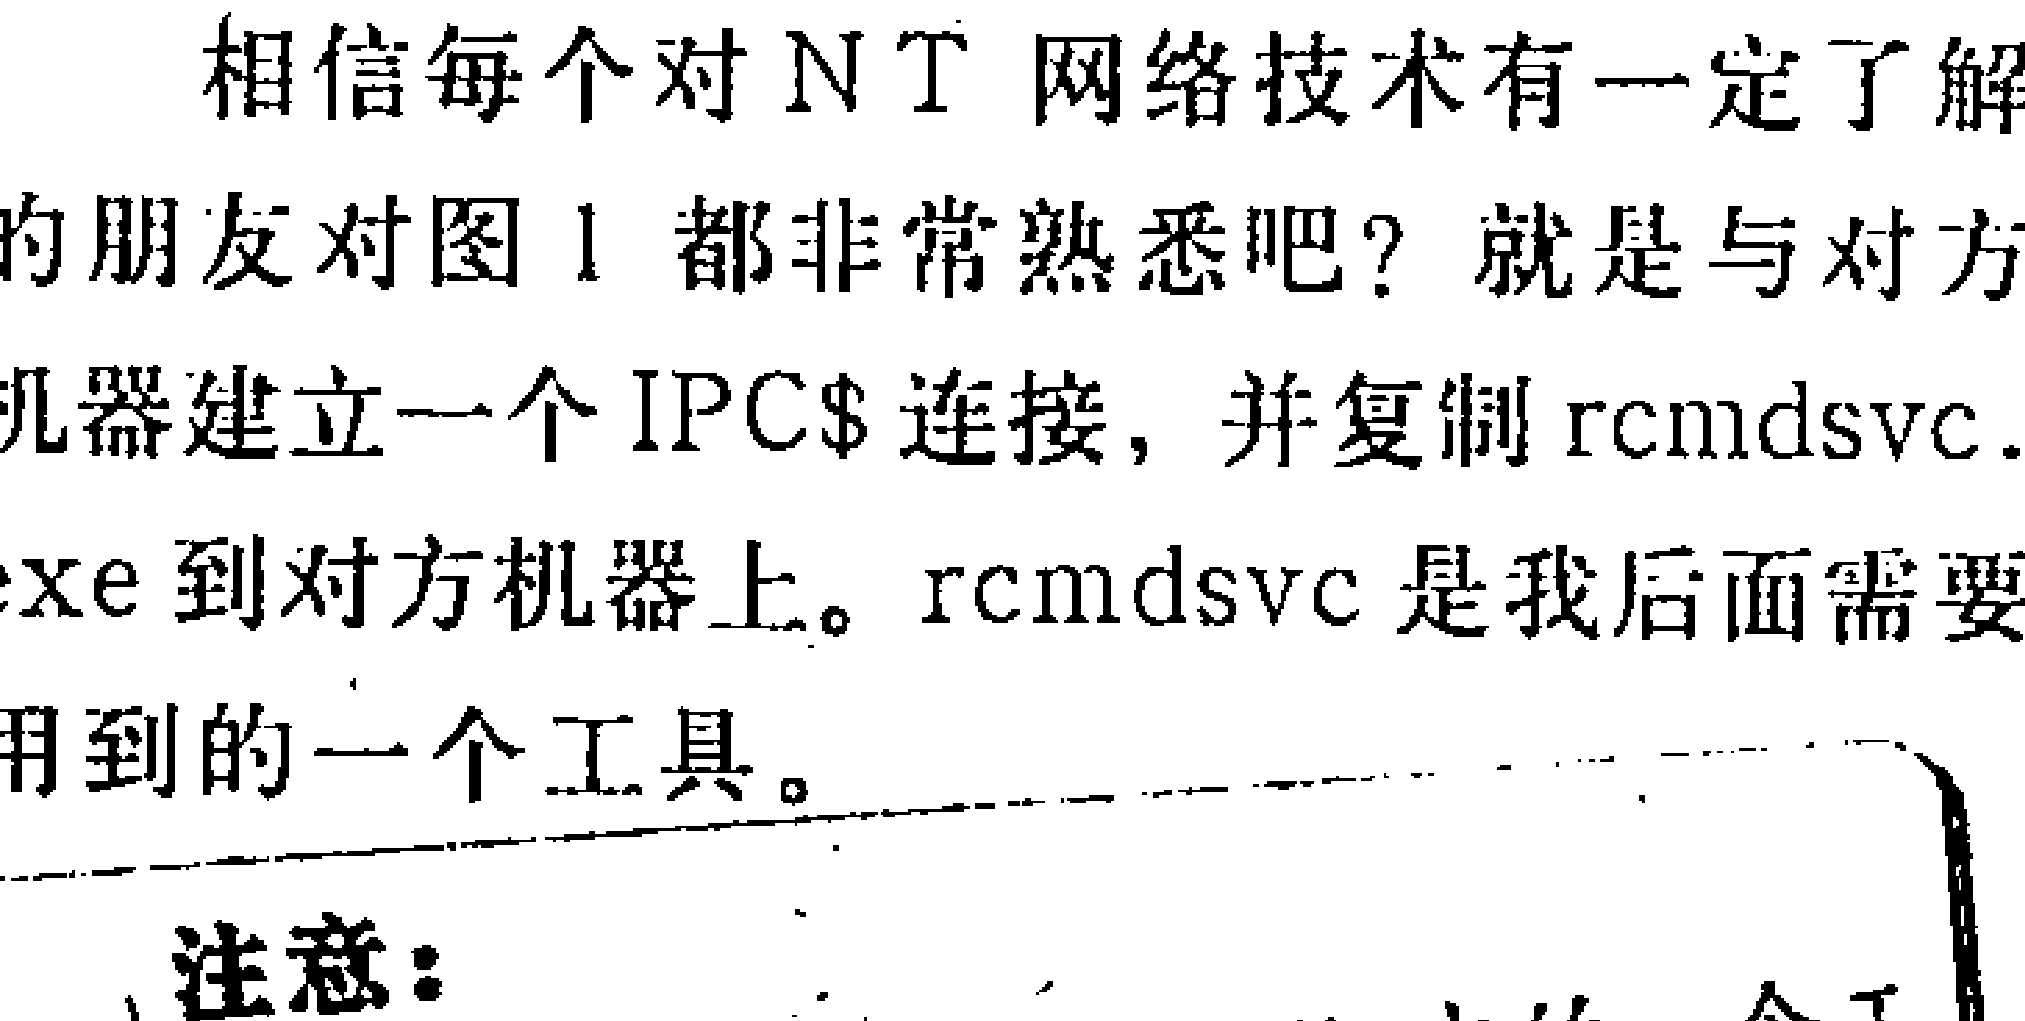 相信每个对NT 网络技术有一定了解
的朋友对图1 都非常熟悉吧？就是与对方
机器建立一个IPC$连接，并复制rcmdsvc.
exe到对方机器上。rcmdsvc是我后面需要
用到的一个工具。
注意：